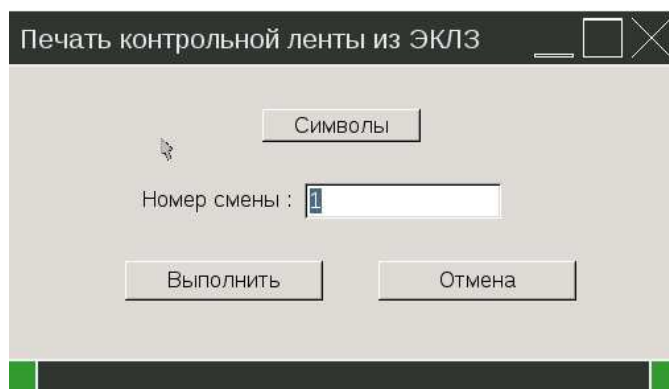 Печать контрольной ленты из ЭКЛЗ
Символы
Номер смены : 1
Выполнить Отмена